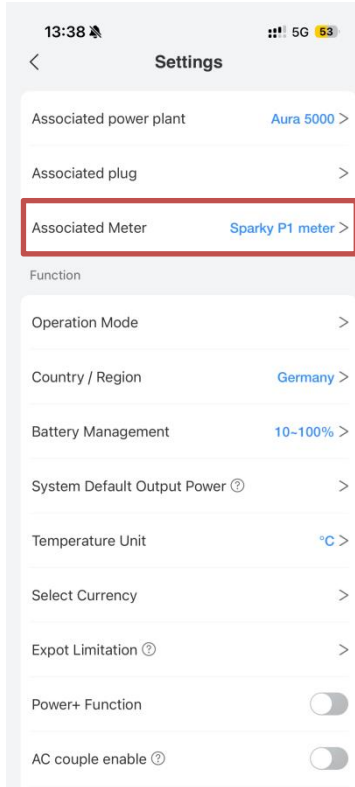 13:38 5G 53
Settings
Associated power plant Aura 5000 >
Associated plug >
Associated Meter Sparky P1 meter >
Function
Operation Mode >
Country / Region Germany >
Battery Management 10~100% >
System Default Output Power ? >
Temperature Unit °C >
Select Currency >
Expot Limitation ? >
Power+ Function
AC couple enable ?